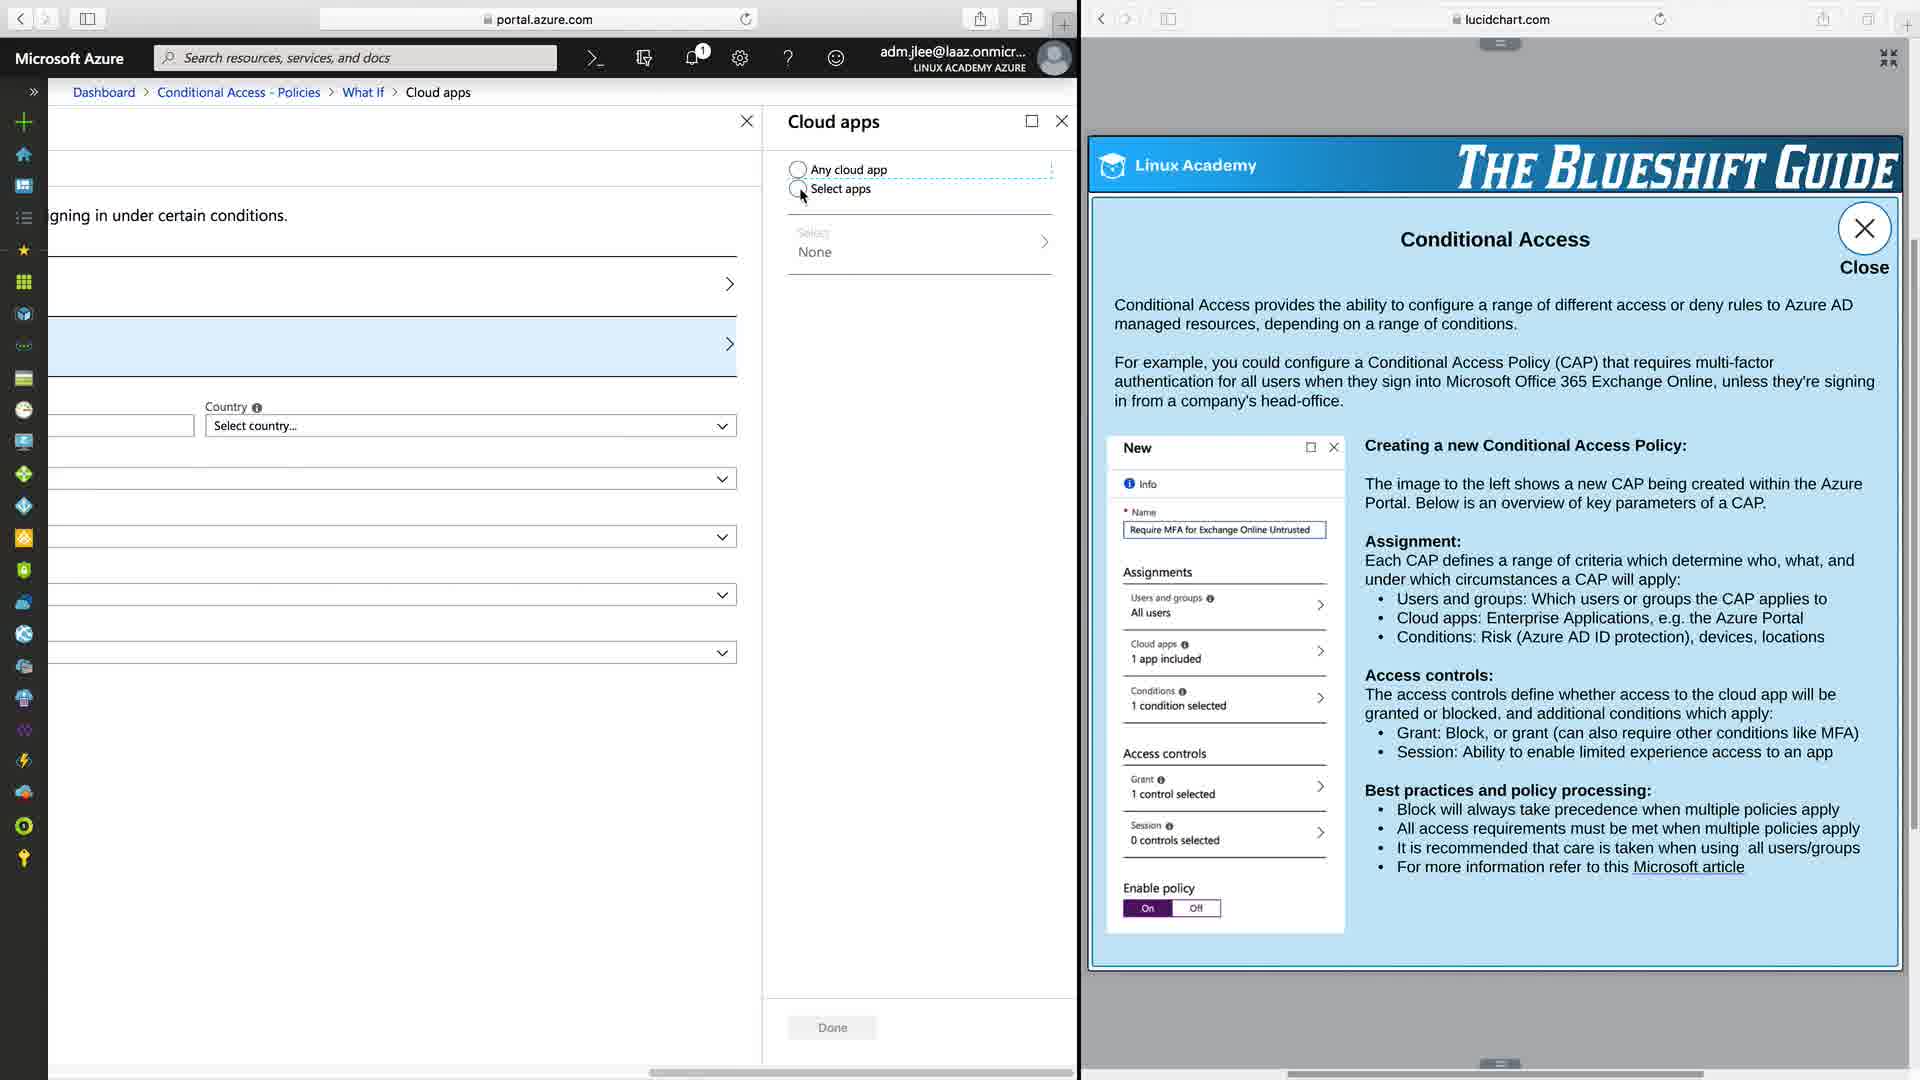 portal.azure.com
Microsoft Azure
Search resources, services, and docs
1
adm.jlee@laaz.onmicr...
LINUX ACADEMY AZURE
Dashboard > Conditional Access - Policies > What If > Cloud apps
igning in under certain conditions.
Country
Select country...
Cloud apps
Any cloud app
Select apps
Select
None
Done
lucidchart.com
Linux Academy
THE BLUESHIFT GUIDE
Conditional Access
Close
Conditional Access provides the ability to configure a range of different access or deny rules to Azure AD
managed resources, depending on a range of conditions.
For example, you could configure a Conditional Access Policy (CAP) that requires multi-factor
authentication for all users when they sign into Microsoft Office 365 Exchange Online, unless they're signing
in from a company's head-office.
New
Info
* Name
Require MFA for Exchange Online Untrusted
Assignments
Users and groups
All users
Cloud apps
1 app included
Conditions
1 condition selected
Access controls
Grant
1 control selected
Session
0 controls selected
Enable policy
On Off
Creating a new Conditional Access Policy:
The image to the left shows a new CAP being created within the Azure
Portal. Below is an overview of key parameters of a CAP.
Assignment:
Each CAP defines a range of criteria which determine who, what, and
under which circumstances a CAP will apply:
• Users and groups: Which users or groups the CAP applies to
• Cloud apps: Enterprise Applications, e.g. the Azure Portal
• Conditions: Risk (Azure AD ID protection), devices, locations
Access controls:
The access controls define whether access to the cloud app will be
granted or blocked, and additional conditions which apply:
• Grant: Block, or grant (can also require other conditions like MFA)
• Session: Ability to enable limited experience access to an app
Best practices and policy processing:
• Block will always take precedence when multiple policies apply
• All access requirements must be met when multiple policies apply
• It is recommended that care is taken when using all users/groups
• For more information refer to this Microsoft article